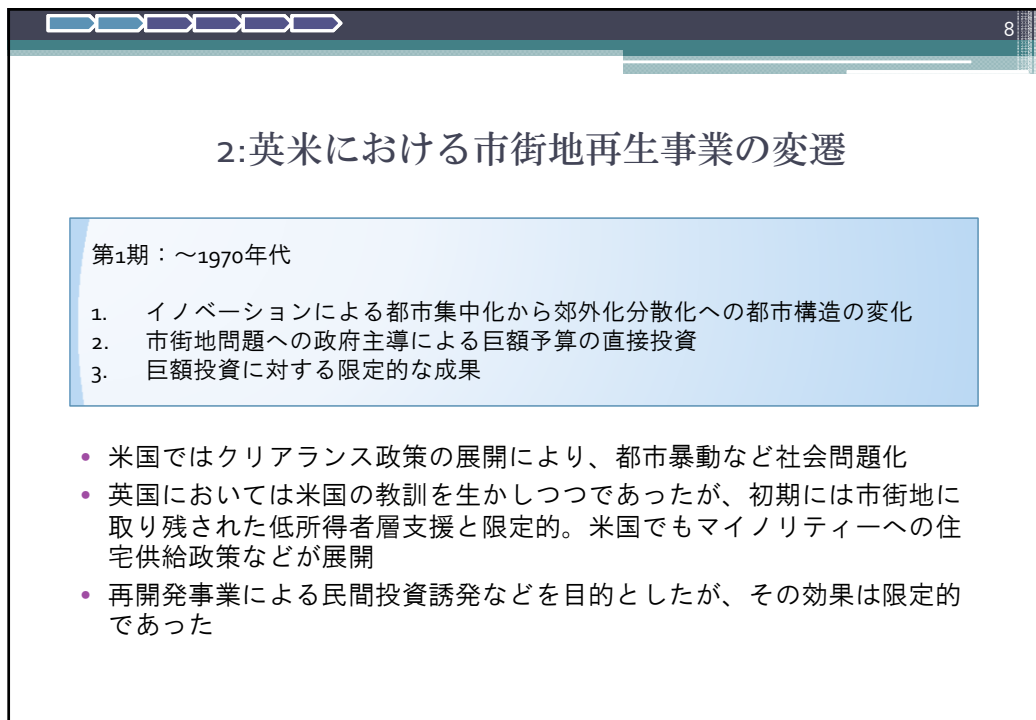 8
2:英米における市街地再生事業の変遷
第1期：～1970年代
1. イノベーションによる都市集中化から郊外化分散化への都市構造の変化
2. 市街地問題への政府主導による巨額予算の直接投資
3. 巨額投資に対する限定的な成果
• 米国ではクリアランス政策の展開により、都市暴動など社会問題化
• 英国においては米国の教訓を生かしつつであったが、初期には市街地に
取り残された低所得者層支援と限定的。米国でもマイノリティーへの住
宅供給政策などが展開
• 再開発事業による民間投資誘発などを目的としたが、その効果は限定的
であった